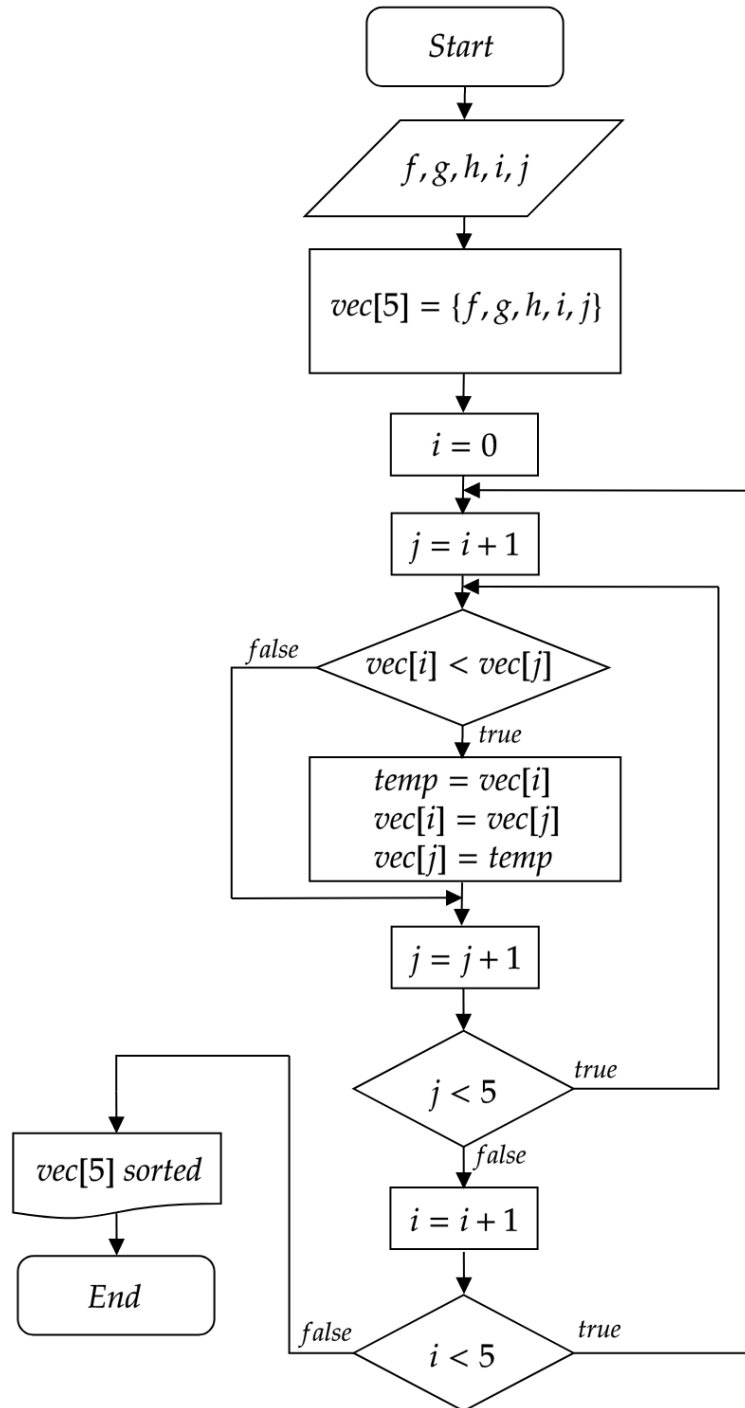 Start
f, g, h, i, j
vec[5] = {f, g, h, i, j}
i = 0
j = i + 1
false
vec[i] < vec[j]
true
temp = vec[i]
vec[i] = vec[j]
vec[j] = temp
j = j + 1
j < 5
true
false
vec[5] sorted
i = i + 1
End
false
i < 5
true